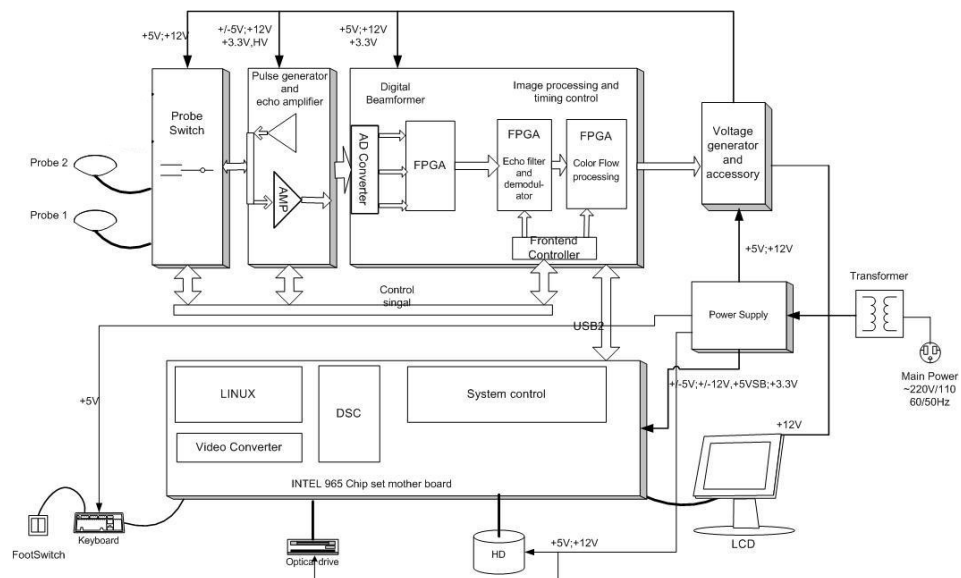 +5V;+12V
+/-5V;+12V
+3.3V,HV
+5V;+12V
+3.3V
Probe
Switch
Pulse generator
and
echo amplifier
Digital
Beamformer
Image processing and
timing control
Voltage
generator
and
accessory
Probe 2
Probe 1
AMP
AD Converter
FPGA
FPGA
Echo filter
and
demodul-
ator
FPGA
Color Flow
processing
Frontend
Controller
Control
singal
USB2
+5V;+12V
Transformer
Power Supply
Main Power
~220V/110
60/50Hz
+/-5V;+/-12V,+5VSB;+3.3V
+5V
LINUX
DSC
System control
Video Converter
INTEL 965 Chip set mother board
+12V
LCD
FootSwitch
Keyboard
Optical drive
HD
+5V;+12V